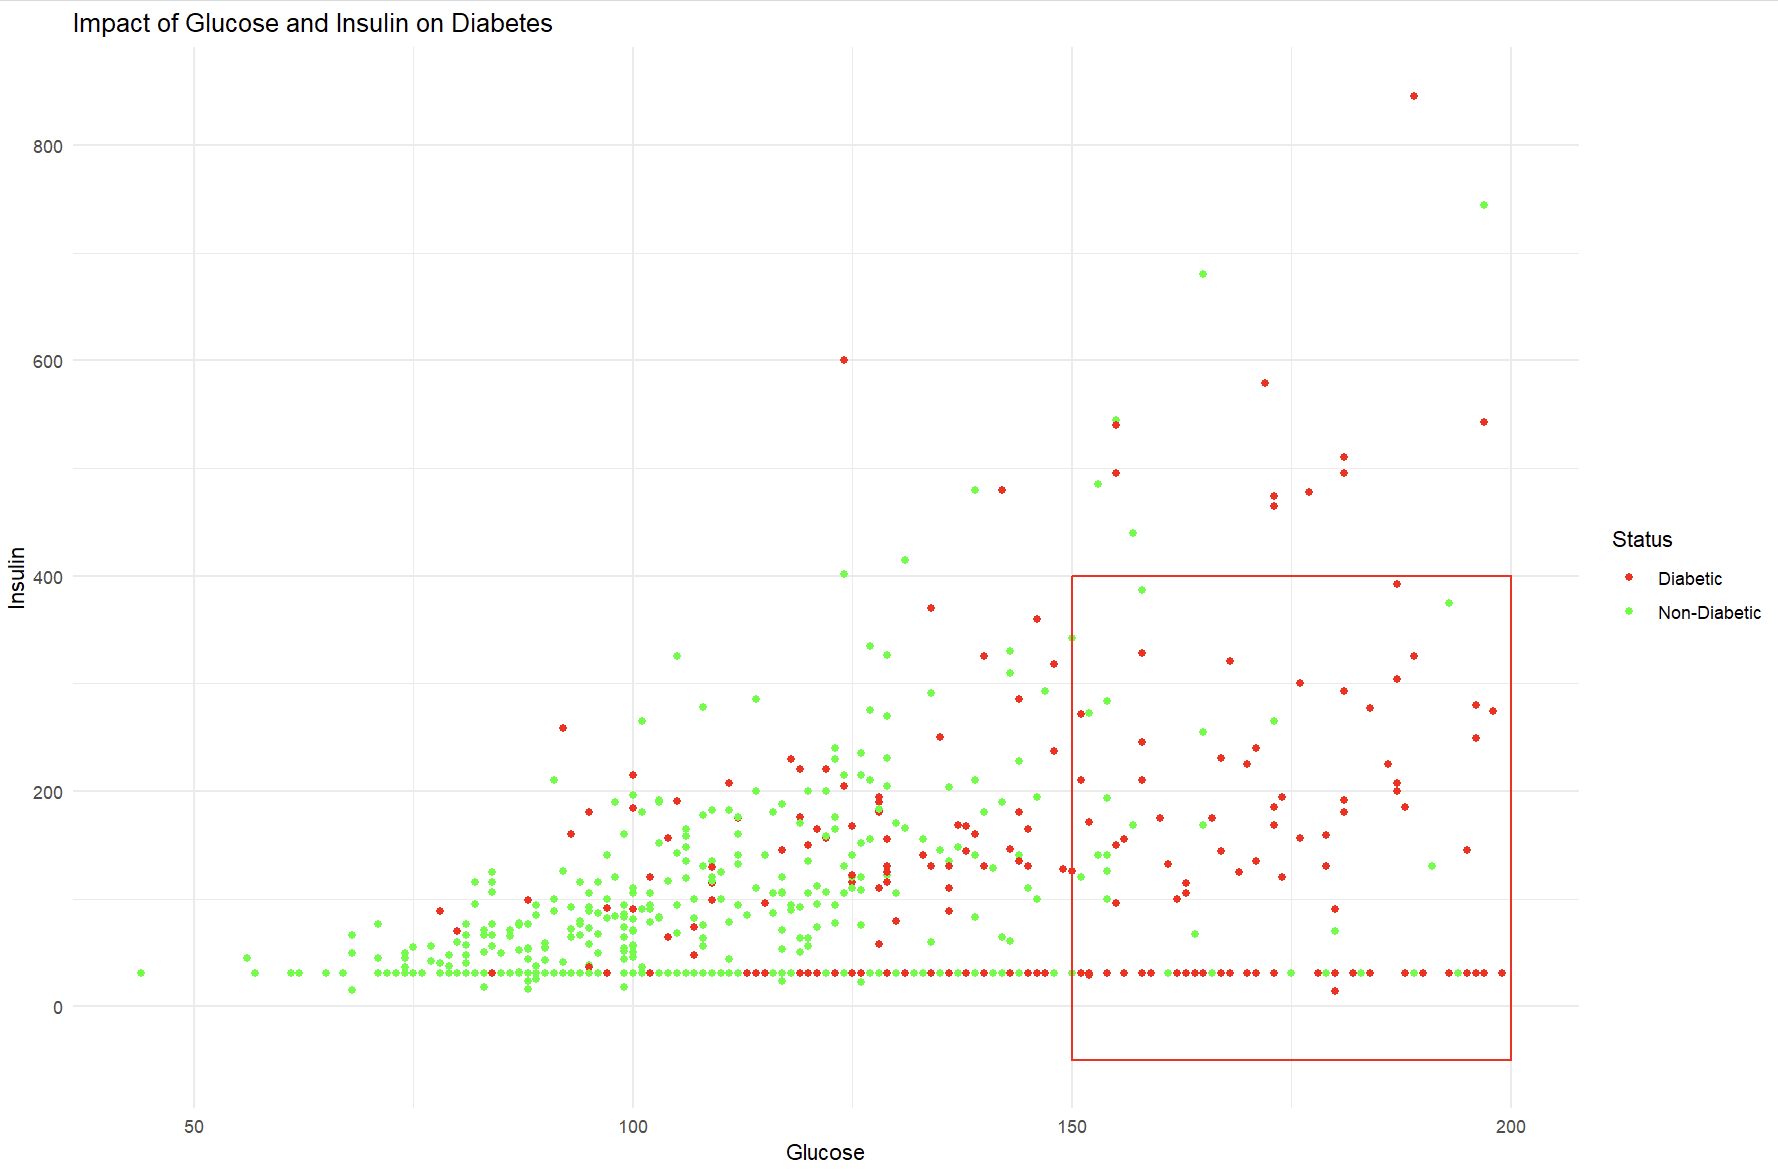 Impact of Glucose and Insulin on Diabetes
800
600
400
200
0
Insulin
50
100
150
200
Glucose
Status
Diabetic
Non-Diabetic